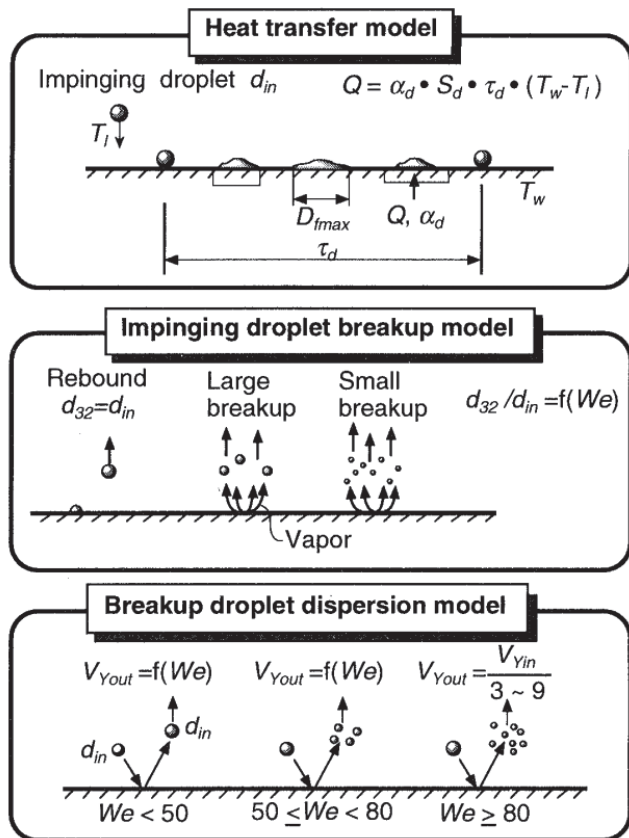 Heat transfer model
Impinging droplet d_in
Q = α_d • S_d • τ_d • (T_w-T_l)
T_l
T_w
D_fmax
Q, α_d
τ_d
Impinging droplet breakup model
Rebound
d_32=d_in
Large
breakup
Small
breakup
d_32/d_in=f(We)
Vapor
Breakup droplet dispersion model
V_Yout=f(We)
V_Yout=f(We)
V_Yout=V_Yin/3 ~ 9
d_in
d_in
We < 50
50 ≤ We < 80
We ≥ 80